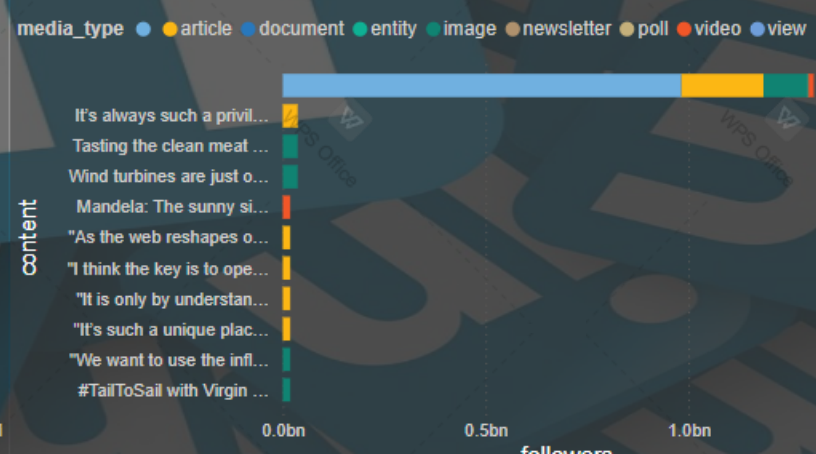 media_type article document entity image newsletter poll video view
It's always such a privil...
Tasting the clean meat ...
Wind turbines are just o...
Mandela: The sunny si...
"As the web reshapes o...
"I think the key is to ope...
"It is only by understan...
"It's such a unique plac...
"We want to use the infl...
#TailToSail with Virgin ...
content
0.0bn 0.5bn 1.0bn
followers
WPS Office
WPS Office